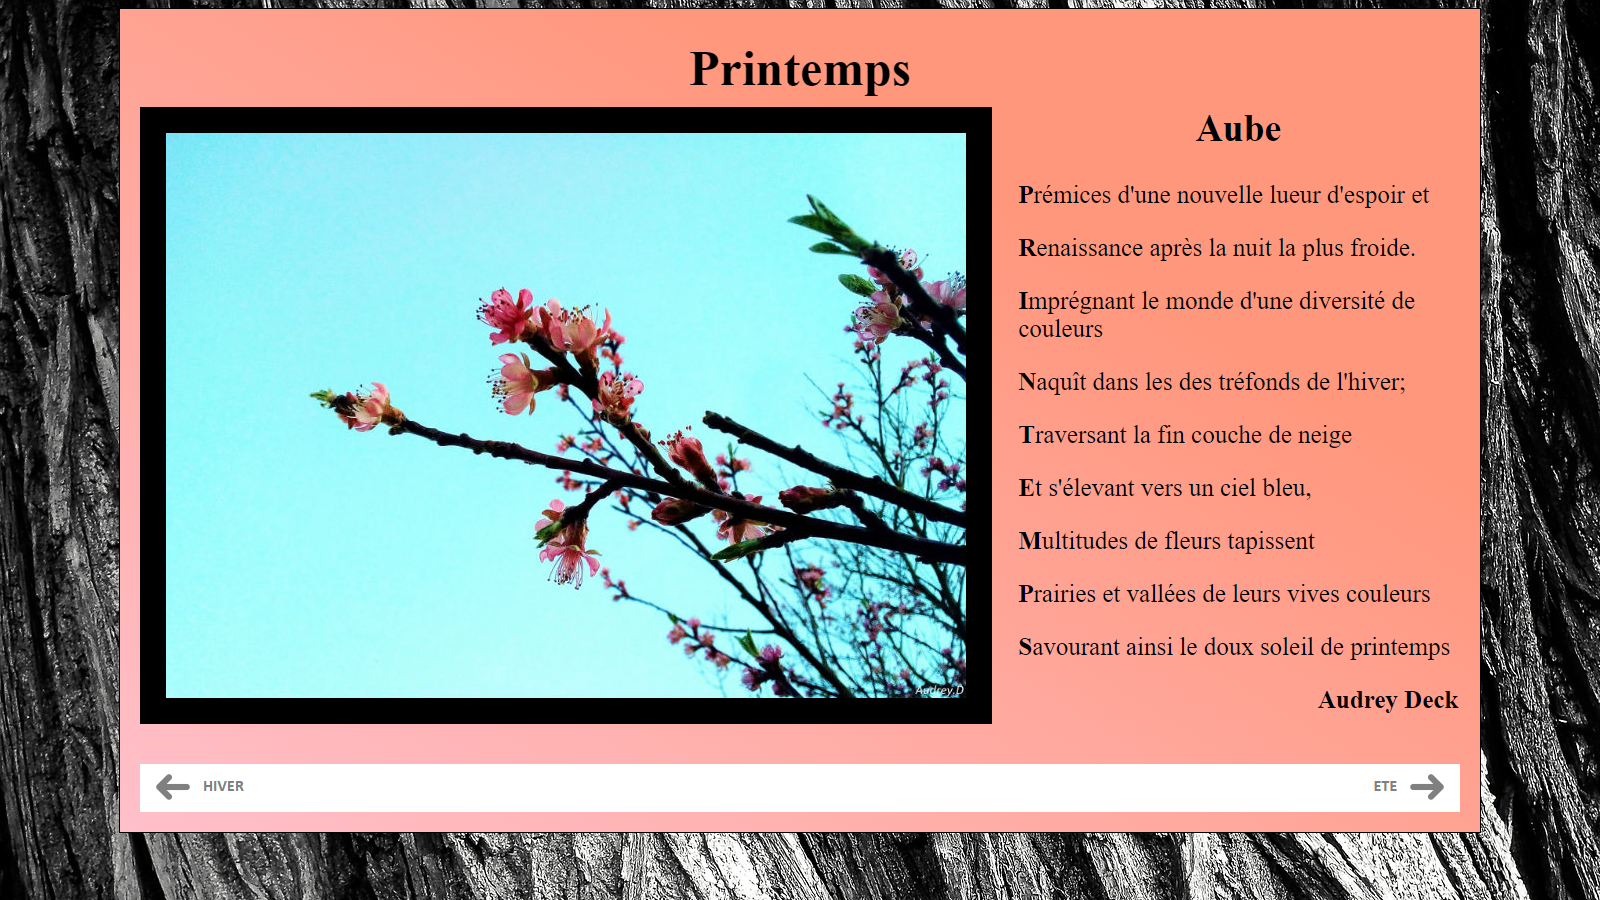 Printemps
Aube
Prémices d'une nouvelle lueur d'espoir et
Renaissance après la nuit la plus froide.
Imprégnant le monde d'une diversité de
couleurs
Naquît dans les des tréfonds de l'hiver;
Traversant la fin couche de neige
Et s'élevant vers un ciel bleu,
Multitudes de fleurs tapissent
Prairies et vallées de leurs vives couleurs
Savourant ainsi le doux soleil de printemps
Audrey Deck
Audrey.D
HIVER
ETE